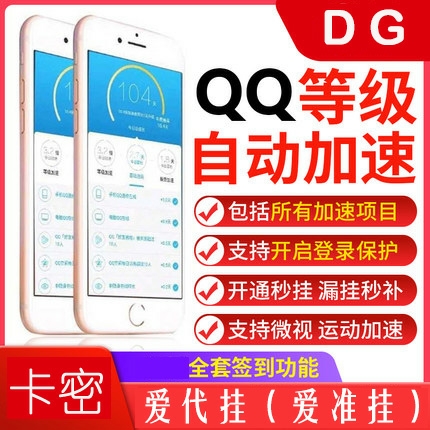 DG
QQ等级
自动加速
包括所有加速项目
支持开启登录保护
开通秒挂 漏挂秒补
支持微视 运动加速
全套签到功能
卡密
爱代挂（爱准挂）